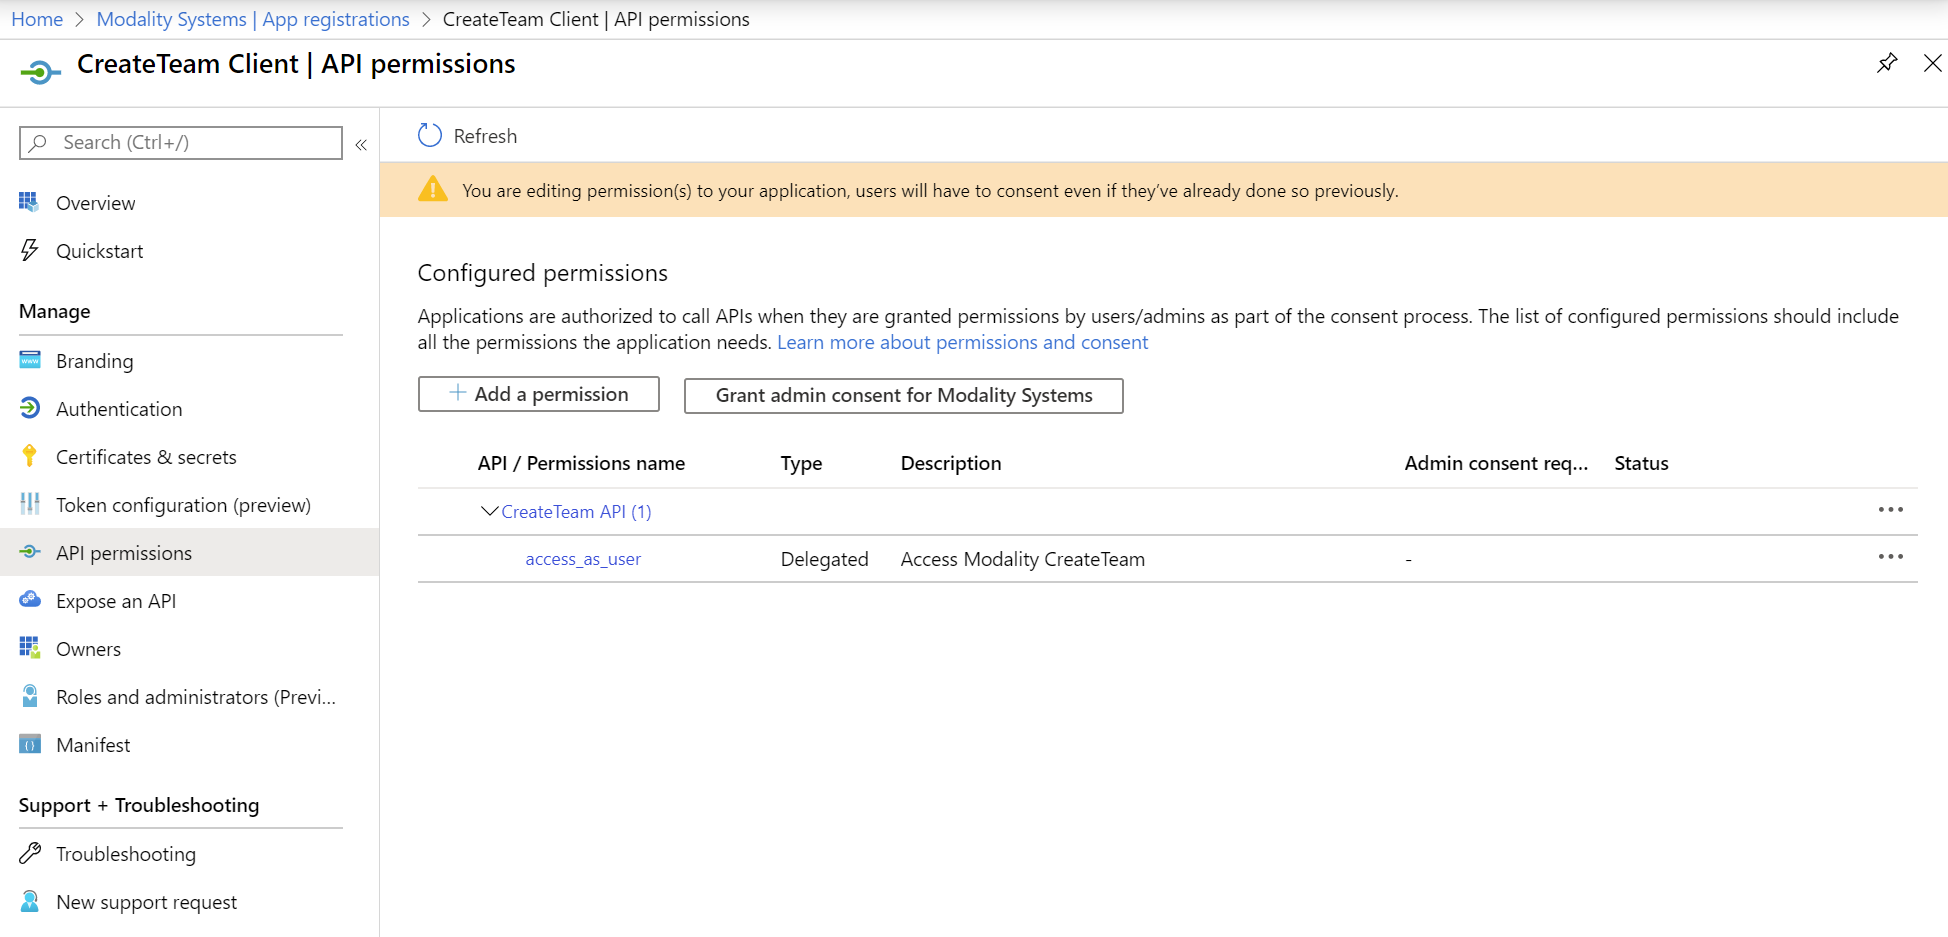 Home > Modality Systems | App registrations > CreateTeam Client | API permissions
CreateTeam Client | API permissions
Search (Ctrl+/)
«
Refresh
You are editing permission(s) to your application, users will have to consent even if they've already done so previously.
Overview
Quickstart
Manage
Branding
Authentication
Certificates & secrets
Token configuration (preview)
API permissions
Expose an API
Owners
Roles and administrators (Previ...
Manifest
Support + Troubleshooting
Troubleshooting
New support request
Configured permissions
Applications are authorized to call APIs when they are granted permissions by users/admins as part of the consent process. The list of configured permissions should include
all the permissions the application needs. Learn more about permissions and consent
+ Add a permission
Grant admin consent for Modality Systems
API / Permissions name Type Description Admin consent req... Status
CreateTeam API (1)
access_as_user Delegated Access Modality CreateTeam -